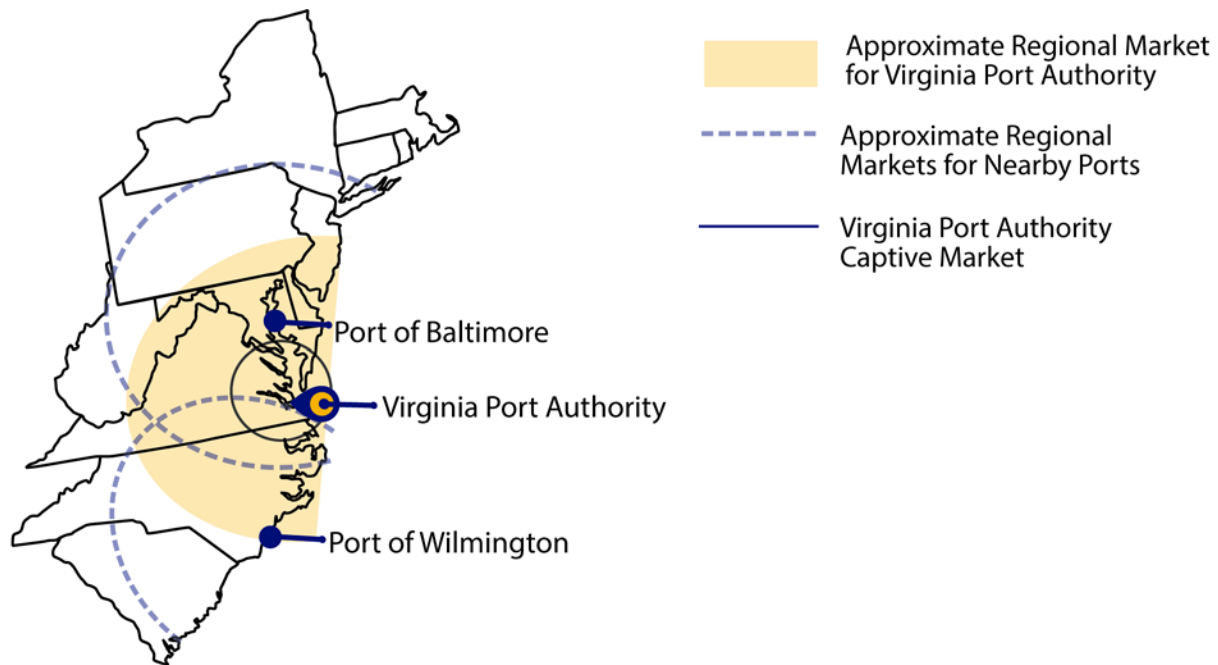 Approximate Regional Market
for Virginia Port Authority
Approximate Regional
Markets for Nearby Ports
Virginia Port Authority
Captive Market
Port of Baltimore
Virginia Port Authority
Port of Wilmington